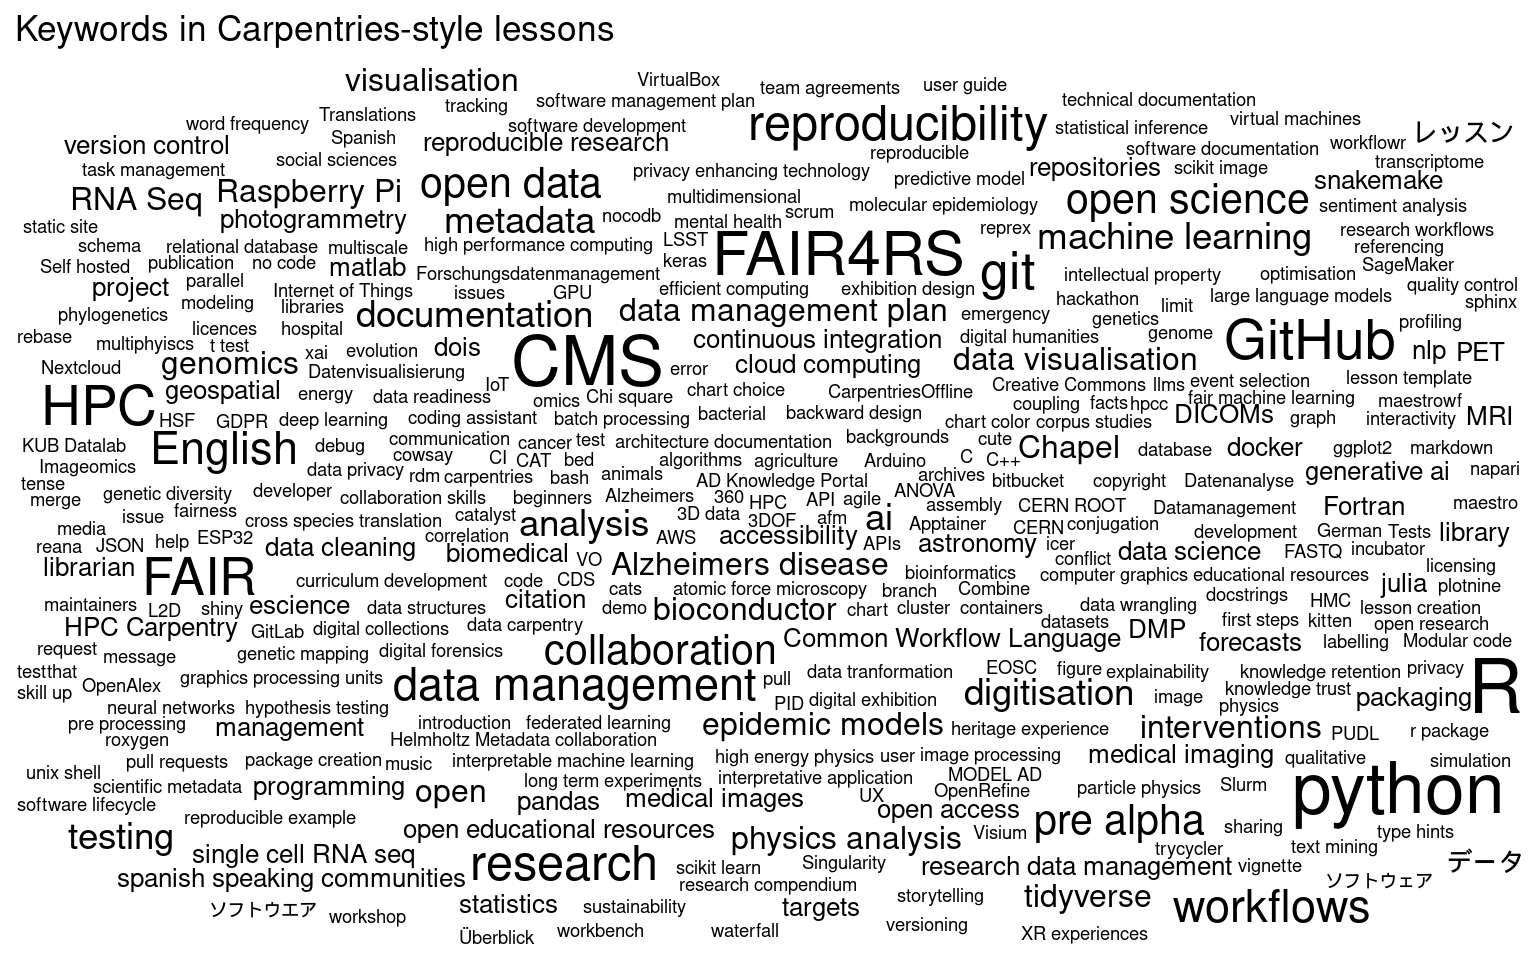 Keywords in Carpentries-style lessons
visualisation
VirtualBox
team agreements
user guide
tracking
software management plan
technical documentation
Translations
word frequency
software development
reproducibility
statistical inference
virtual machines
レッスン
version control
Spanish
reproducible research
reproducible
software documentation
workflowr
task management
social sciences
privacy enhancing technology
predictive model
repositories
scikit image
transcriptome
RNA Seq
Raspberry Pi
open data
multidimensional
molecular epidemiology
open science
snakemake
sentiment analysis
static site
photogrammetry
metadata
nocodb
mental health
scrum
reprex
research workflows
schema
relational database
multiscale
high performance computing
LSST
FAIR4RS
machine learning
referencing
Self hosted
publication
no code
matlab
Forschungsdatenmanagement
keras
git
intellectual property
optimisation
SageMaker
project
parallel
Internet of Things
issues
GPU
efficient computing
exhibition design
hackathon
limit
large language models
quality control
sphinx
phylogenetics
modeling
libraries
documentation
data management plan
emergency
genetics
rebase
licences
hospital
continuous integration
digital humanities
genome
GitHub
profiling
multiphyiscs
t test
xai
evolution
dois
CMS
cloud computing
data visualisation
nlp
PET
Nextcloud
genomics
Datenvisualisierung
error
lesson template
HPC
geospatial
energy
data readiness
IoT
omics
Chi square
chart choice
CarpentriesOffline
Creative Commons
llms
event selection
fair machine learning
maestrowf
HSF
GDPR
deep learning
coding assistant
batch processing
bacterial
backward design
coupling
facts
hpcc
chart color
corpus studies
DICOMs
graph
interactivity
MRI
KUB Datalab
English
debug
communication
cancer
test
architecture documentation
backgrounds
cute
Chapel
database
docker
ggplot2
markdown
Imageomics
cowsay
CI
CAT
bed
algorithms
agriculture
Arduino
C
C++
generative ai
napari
tense
data privacy
rdm
carpentries
bash
animals
AD Knowledge Portal
archives
bitbucket
copyright
Datenanalyse
merge
genetic diversity
developer
collaboration
skills
beginners
Alzheimers
360
HPC
API
agile
ANOVA
assembly
CERN ROOT
Datamanagement
Fortran
maestro
media
issue
fairness
cross species translation
catalyst
analysis
3D data
3DOF
afm
ai
Apptainer
CERN
conjugation
development
German
Tests
library
reana
JSON
help
ESP32
data cleaning
correlation
biomedical
VO
AWS
accessibility
APIs
astronomy
icer
conflict
data science
FASTQ
incubator
librarian
FAIR
curriculum development
code
CDS
Alzheimers disease
bioinformatics
computer graphics
educational resources
licensing
julia
plotnine
maintainers
L2D
shiny
escience
data structures
citation
cats
demo
atomic force microscopy
branch
Combine
docstrings
HMC
lesson creation
HPC Carpentry
GitLab
digital collections
data carpentry
bioconductor
chart
cluster
containers
data wrangling
datasets
first steps
kitten
open research
request
message
genetic mapping
digital forensics
collaboration
Common Workflow Language
DMP
forecasts
labelling
Modular code
testthat
skill up
OpenAlex
graphics processing units
data management
pull
data tranformation
EOSC
figure
explainability
knowledge retention
privacy
R
neural networks
hypothesis testing
PID
digital exhibition
digitisation
image
knowledge trust
physics
packaging
pre processing
roxygen
management
introduction
federated learning
Helmholtz Metadata collaboration
epidemic models
heritage experience
interventions
PUDL
r package
unix shell
pull requests
package creation
music
interpretable machine learning
high energy physics
user
image processing
medical imaging
qualitative
simulation
scientific metadata
programming
open
long term experiments
interpretative application
MODEL AD
OpenRefine
particle physics
Slurm
python
software lifecycle
pandas
medical images
UX
open access
testing
reproducible example
open educational resources
physics analysis
Visium
pre alpha
sharing
type hints
single cell RNA seq
research
scikit learn
Singularity
trycycler
text mining
データ
spanish speaking communities
research compendium
research data management
vignette
ソフトウェア
ソフトウエア
workshop
statistics
sustainability
targets
storytelling
tidyverse
workflows
Überblick
workbench
waterfall
versioning
XR experiences